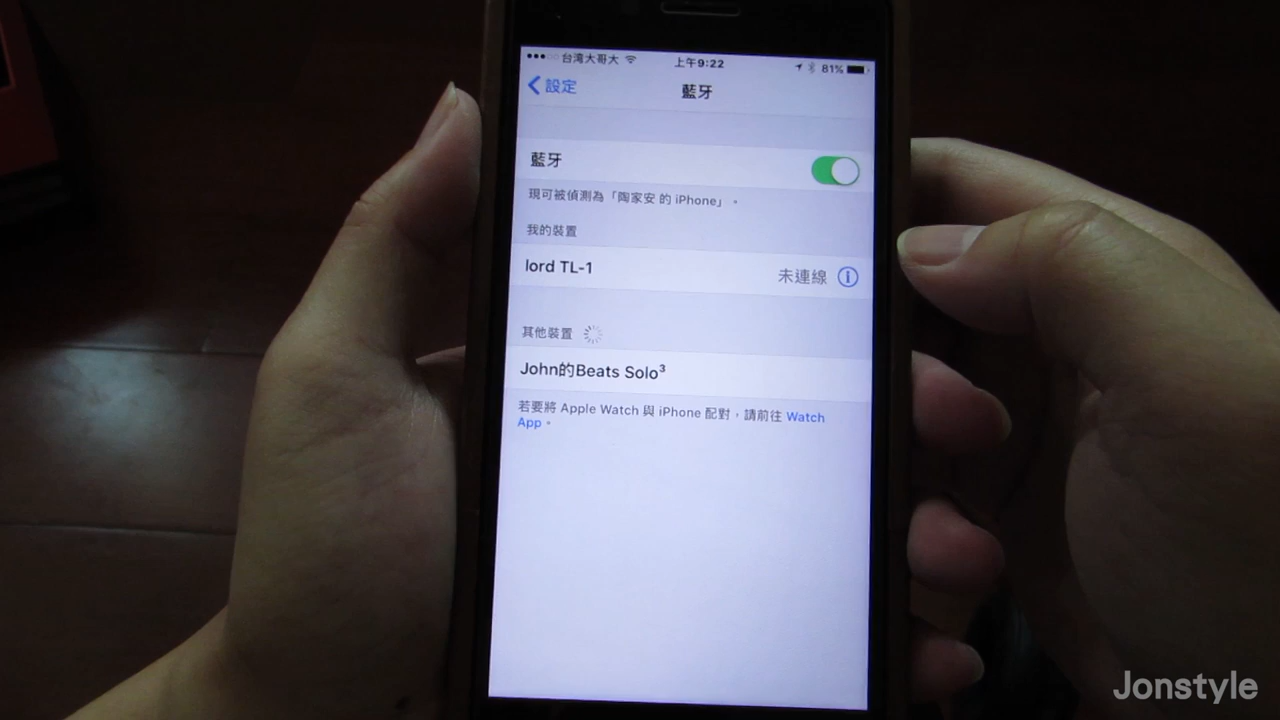 台灣大哥大 上午9:22 81%
設定 藍牙
藍牙
現可被偵測為「陶家安 的 iPhone」。
我的裝置
lord TL-1 未連線
其他裝置
John的Beats Solo³
若要將 Apple Watch 與 iPhone 配對，請前往 Watch
App。
Jonstyle